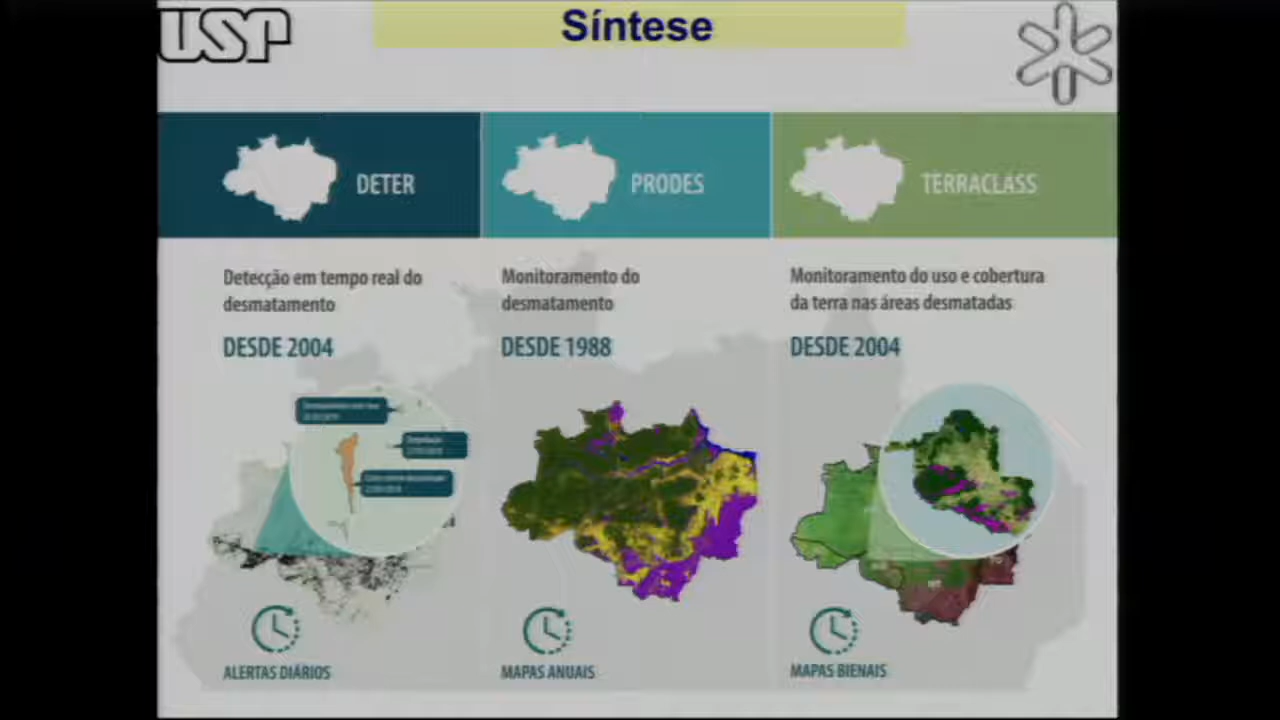 USP
Síntese
DETER
PRODES
TERRACLASS
Detecção em tempo real do
desmatamento
DESDE 2004
Monitoramento do
desmatamento
DESDE 1988
Monitoramento do uso e cobertura
da terra nas áreas desmatadas
DESDE 2004
ALERTAS DIÁRIOS
MAPAS ANUAIS
MAPAS BIENAIS